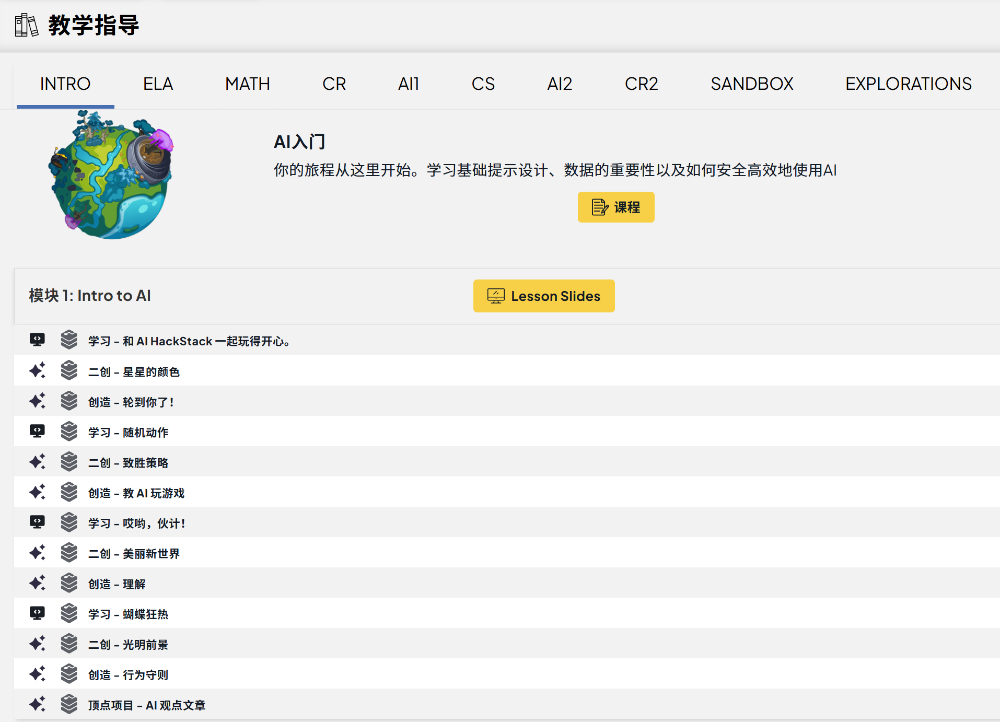 教学指导
INTRO ELA MATH CR AI1 CS AI2 CR2 SANDBOX EXPLORATIONS
AI入门
你的旅程从这里开始。学习基础提示设计、数据的重要性以及如何安全高效地使用AI
课程
模块 1: Intro to AI
Lesson Slides
学习 - 和 AI HackStack 一起玩得开心。
二创 - 星星的颜色
创造 - 轮到你了！
学习 - 随机动作
二创 - 致胜策略
创造 - 教 AI 玩游戏
学习 - 哎哟，伙计！
二创 - 美丽新世界
创造 - 理解
学习 - 蝴蝶狂热
二创 - 光明前景
创造 - 行为守则
顶点项目 - AI 观点文章